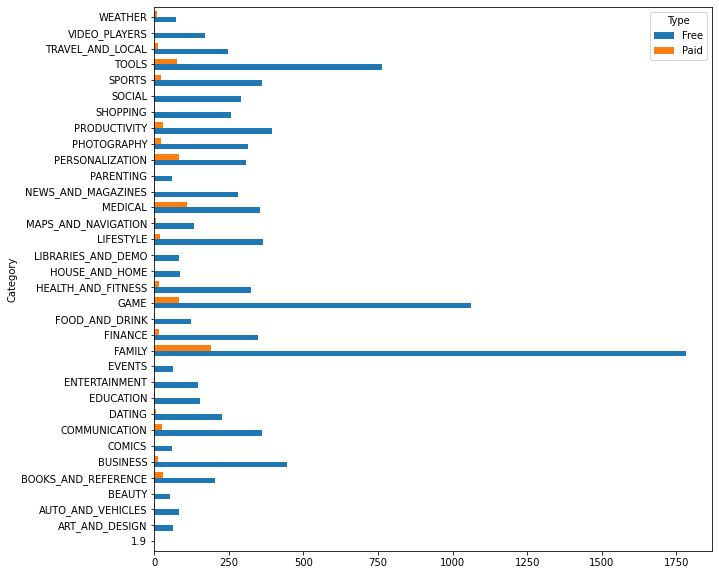 WEATHER
VIDEO_PLAYERS
TRAVEL_AND_LOCAL
TOOLS
SPORTS
SOCIAL
SHOPPING
PRODUCTIVITY
PHOTOGRAPHY
PERSONALIZATION
PARENTING
NEWS_AND_MAGAZINES
MEDICAL
MAPS_AND_NAVIGATION
LIFESTYLE
LIBRARIES_AND_DEMO
HOUSE_AND_HOME
HEALTH_AND_FITNESS
GAME
FOOD_AND_DRINK
FINANCE
FAMILY
EVENTS
ENTERTAINMENT
EDUCATION
DATING
COMMUNICATION
COMICS
BUSINESS
BOOKS_AND_REFERENCE
BEAUTY
AUTO_AND_VEHICLES
ART_AND_DESIGN
1.9
Category
0 250 500 750 1000 1250 1500 1750
Type
Free
Paid